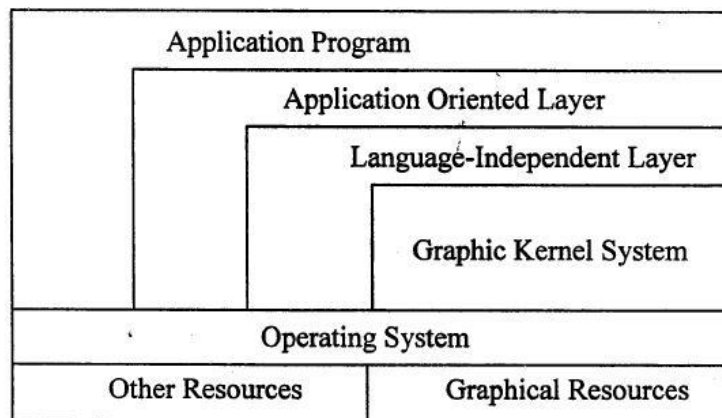 Application Program
Application Oriented Layer
Language-Independent Layer
Graphic Kernel System
Operating System
Other Resources
Graphical Resources